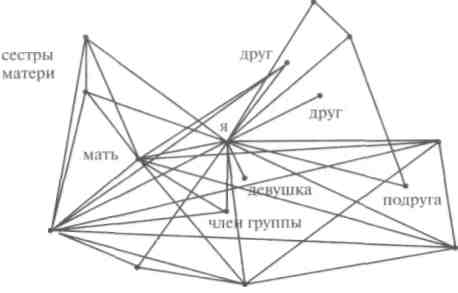 друг
сестры
матери
друг
я
мать
девушка
подруга
член группы